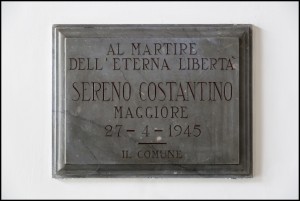 AL MARTIRE
DELL'ETERNA LIBERTÀ
SERENO COSTANTINO
MAGGIORE
27-4-1945
IL COMUNE